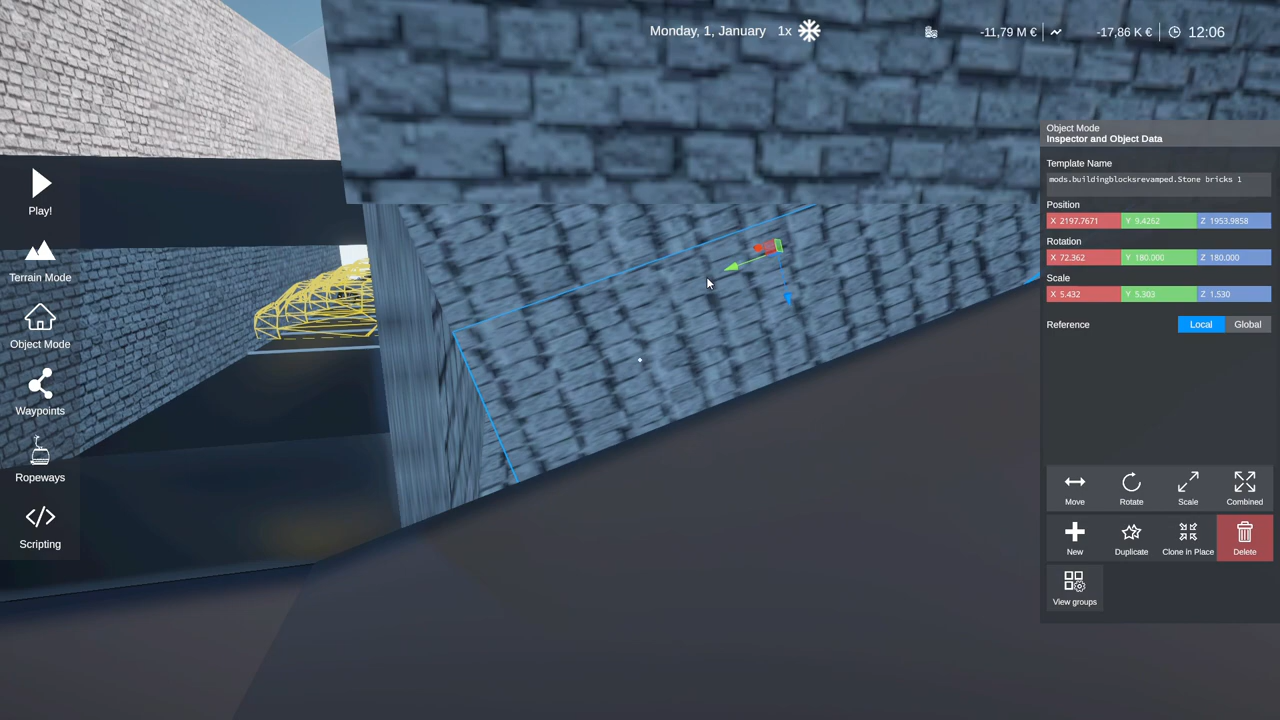 Monday, 1, January 1x
-11,79 M €
-17,86 K €
12:06
Play!
Terrain Mode
Object Mode
Waypoints
Ropeways
Scripting
Object Mode
Inspector and Object Data
Template Name
mods.buildingblocksrevamped.Stone bricks 1
Position
X 2197.7671 Y 9.4262 Z 1953.9858
Rotation
X 72.362 Y 180.000 Z 180.000
Scale
X 5.432 Y 5.303 Z 1.530
Reference Local Global
Move Rotate Scale Combined
New Duplicate Clone in Place Delete
View groups